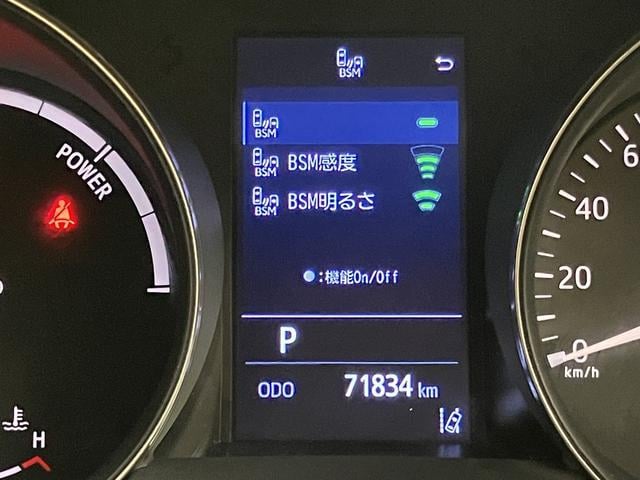 BSM
BSM
BSM BSM感度
BSM BSM明るさ
:機能On/Off
P
ODO 71834 km
POWER
H
6
40
20
0
km/h